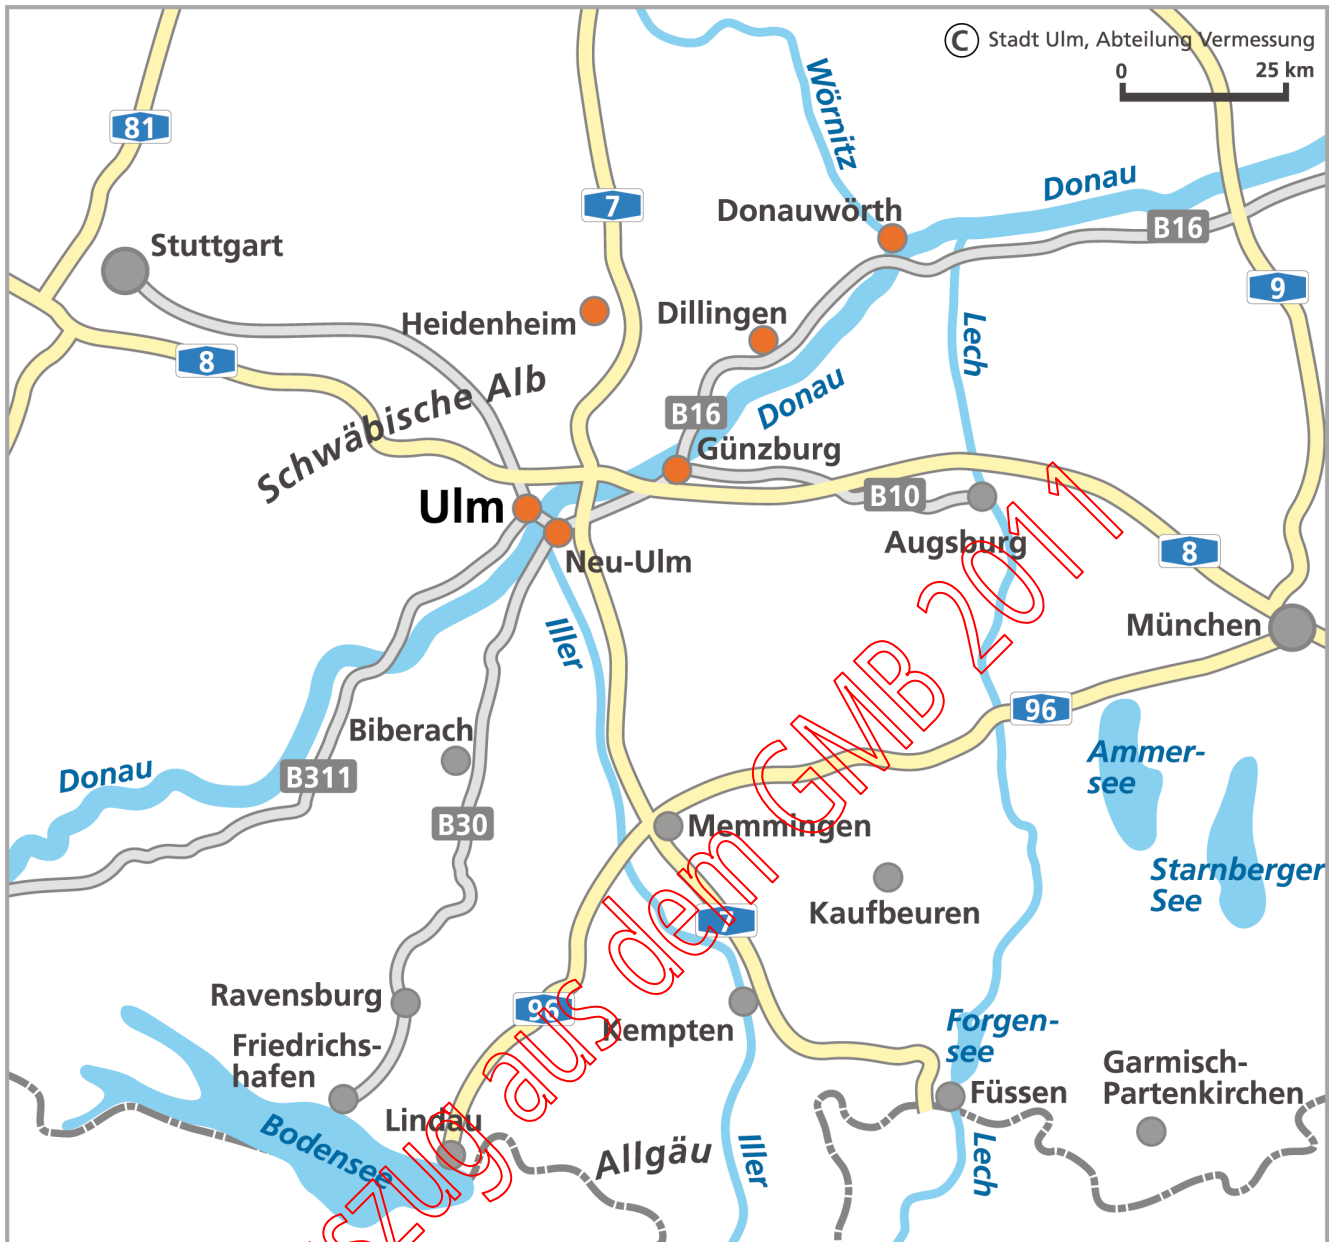 C Stadt Ulm, Abteilung Vermessung
0 25 km
81
Wörnitz
Donau
7
Donauwörth
B16
Stuttgart
9
Heidenheim
Dillingen
Lech
8
Schwäbische Alb
B16
Donau
Günzburg
Ulm
B10
Augsburg
Neu-Ulm
8
Iller
München
96
Biberach
Ammer-
see
Donau
B311
B30
Memmingen
Starnberger
See
Kaufbeuren
7
Ravensburg
96
Kempten
Forgen-
see
Friedrichs-
hafen
Garmisch-
Partenkirchen
Füssen
Lindau
Bodensee
Allgäu
Iller
Lech
szug aus dem GMB 2011